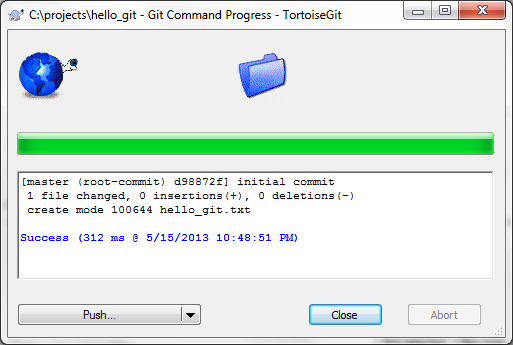 C:\projects\hello_git - Git Command Progress - TortoiseGit
[master (root-commit) d98872f] initial commit
1 file changed, 0 insertions(+), 0 deletions(-)
create mode 100644 hello_git.txt
Success (312 ms @ 5/15/2013 10:48:51 PM)
Push...
Close
Abort